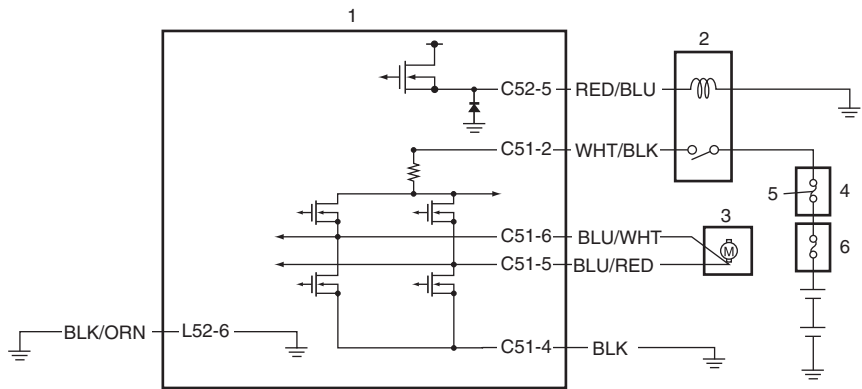 1
2
C52-5 RED/BLU
C51-2 WHT/BLK
5 4
3
C51-6 BLU/WHT
M
6
C51-5 BLU/RED
BLK/ORN L52-6
C51-4 BLK